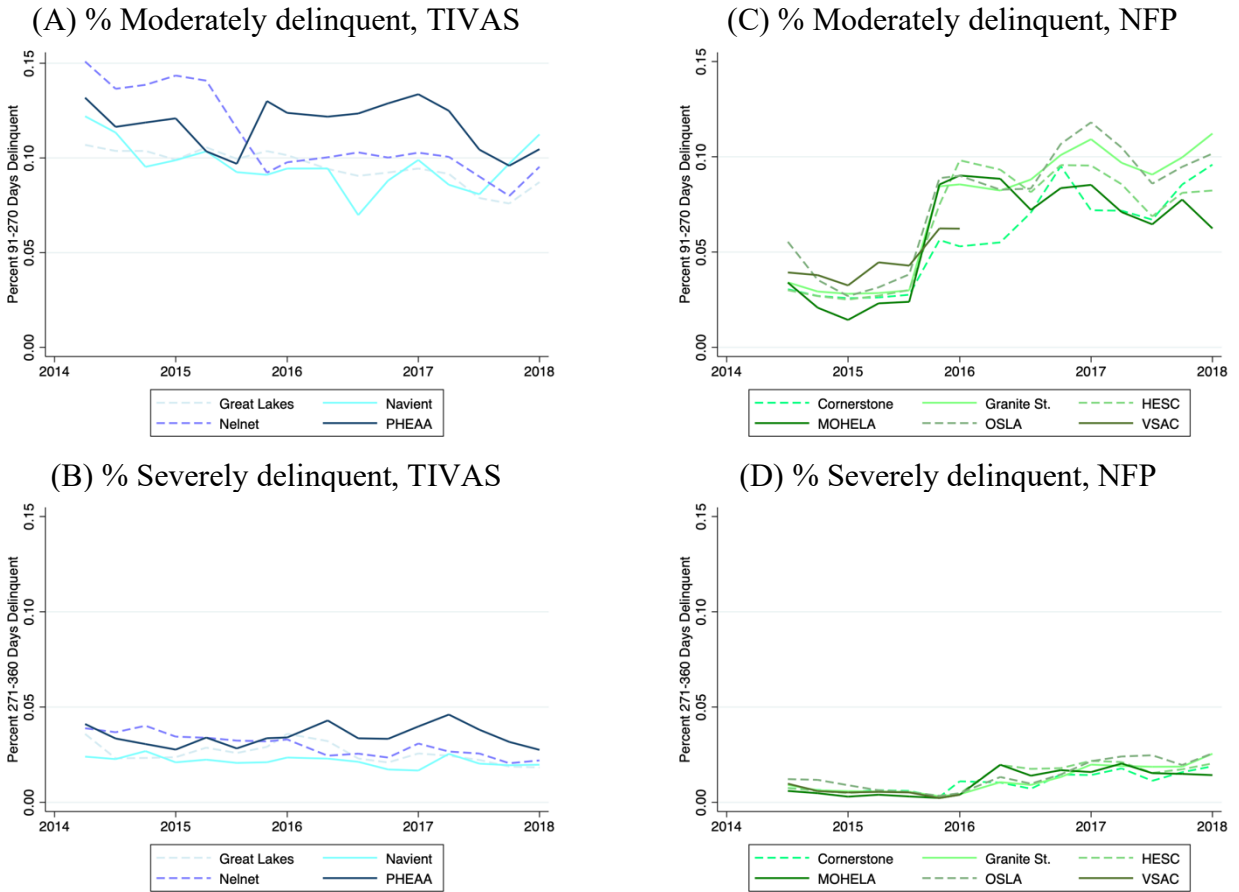 (A) % Moderately delinquent, TIVAS
Percent 91-270 Days Delinquent
0.15
0.10
0.05
0.00
2014 2015 2016 2017 2018
Great Lakes Navient
Nelnet PHEAA
(C) % Moderately delinquent, NFP
Percent 91-270 Days Delinquent
0.15
0.10
0.05
0.00
2014 2015 2016 2017 2018
Cornerstone Granite St. HESC
MOHELA OSLA VSAC
(B) % Severely delinquent, TIVAS
Percent 271-360 Days Delinquent
0.15
0.10
0.05
0.00
2014 2015 2016 2017 2018
Great Lakes Navient
Nelnet PHEAA
(D) % Severely delinquent, NFP
Percent 271-360 Days Delinquent
0.15
0.10
0.05
0.00
2014 2015 2016 2017 2018
Cornerstone Granite St. HESC
MOHELA OSLA VSAC